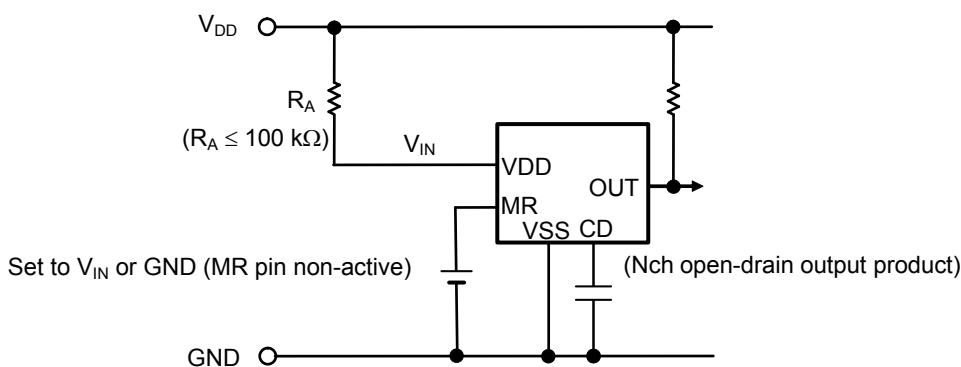 VDD
RA
(RA ≤ 100 kΩ)
VIN
VDD
OUT
MR
VSS CD
Set to VIN or GND (MR pin non-active)
(Nch open-drain output product)
GND